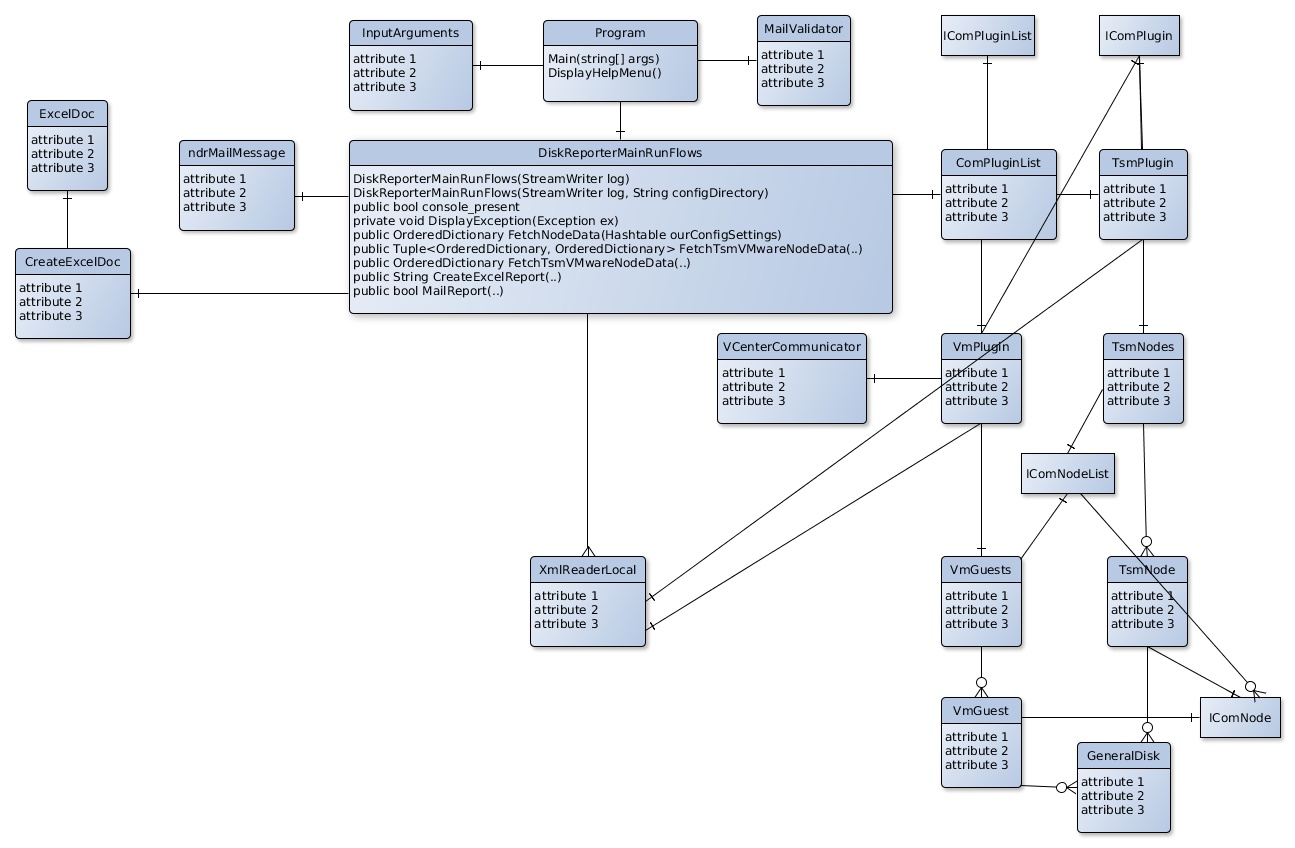 InputArguments
attribute 1
attribute 2
attribute 3
Program
Main(string[] args)
DisplayHelpMenu()
MailValidator
attribute 1
attribute 2
attribute 3
IComPluginList
IComPlugin
ExcelDoc
attribute 1
attribute 2
attribute 3
ndrMailMessage
attribute 1
attribute 2
attribute 3
DiskReporterMainRunFlows
DiskReporterMainRunFlows(StreamWriter log)
DiskReporterMainRunFlows(StreamWriter log, String configDirectory)
public bool console_present
private void DisplayException(Exception ex)
public OrderedDictionary FetchNodeData(Hashtable ourConfigSettings)
public Tuple<OrderedDictionary, OrderedDictionary> FetchTsmVMwareNodeData(..)
public OrderedDictionary FetchTsmVMwareNodeData(..)
public String CreateExcelReport(..)
public bool MailReport(..)
ComPluginList
attribute 1
attribute 2
attribute 3
TsmPlugin
attribute 1
attribute 2
attribute 3
CreateExcelDoc
attribute 1
attribute 2
attribute 3
VCenterCommunicator
attribute 1
attribute 2
attribute 3
VmPlugin
attribute 1
attribute 2
attribute 3
TsmNodes
attribute 1
attribute 2
attribute 3
IComNodeList
XmlReaderLocal
attribute 1
attribute 2
attribute 3
VmGuests
attribute 1
attribute 2
attribute 3
TsmNode
attribute 1
attribute 2
attribute 3
VmGuest
attribute 1
attribute 2
attribute 3
IComNode
GeneralDisk
attribute 1
attribute 2
attribute 3